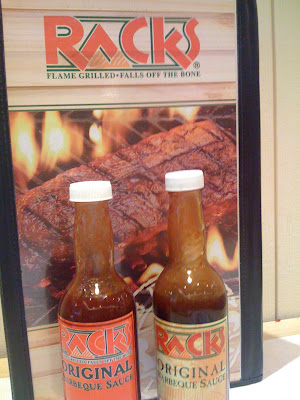 RACKS®
FLAME GRILLED • FALLS OFF THE BONE
RACKS
ORIGINAL
BARBEQUE SAUCE
RACKS
ORIGINAL
BARBEQUE SAUCE